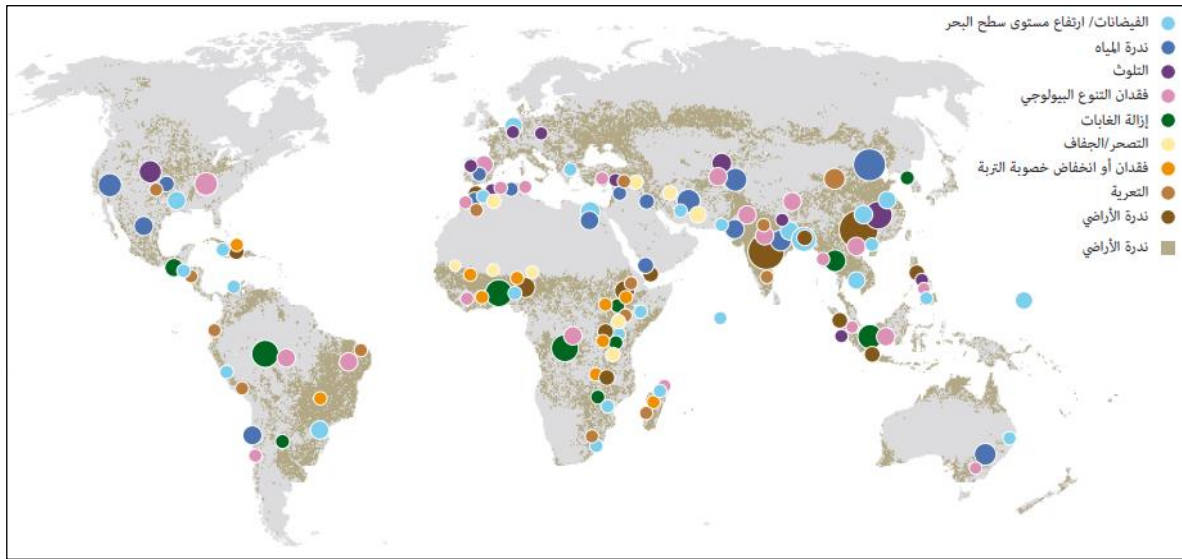 الفيضانات/ ارتفاع مستوى سطح البحر
ندرة المياه
التلوث
فقدان التنوع البيولوجي
إزالة الغابات
التصحر/الجفاف
فقدان أو انخفاض خصوبة التربة
التعرية
ندرة الأراضي
ندرة الأراضي